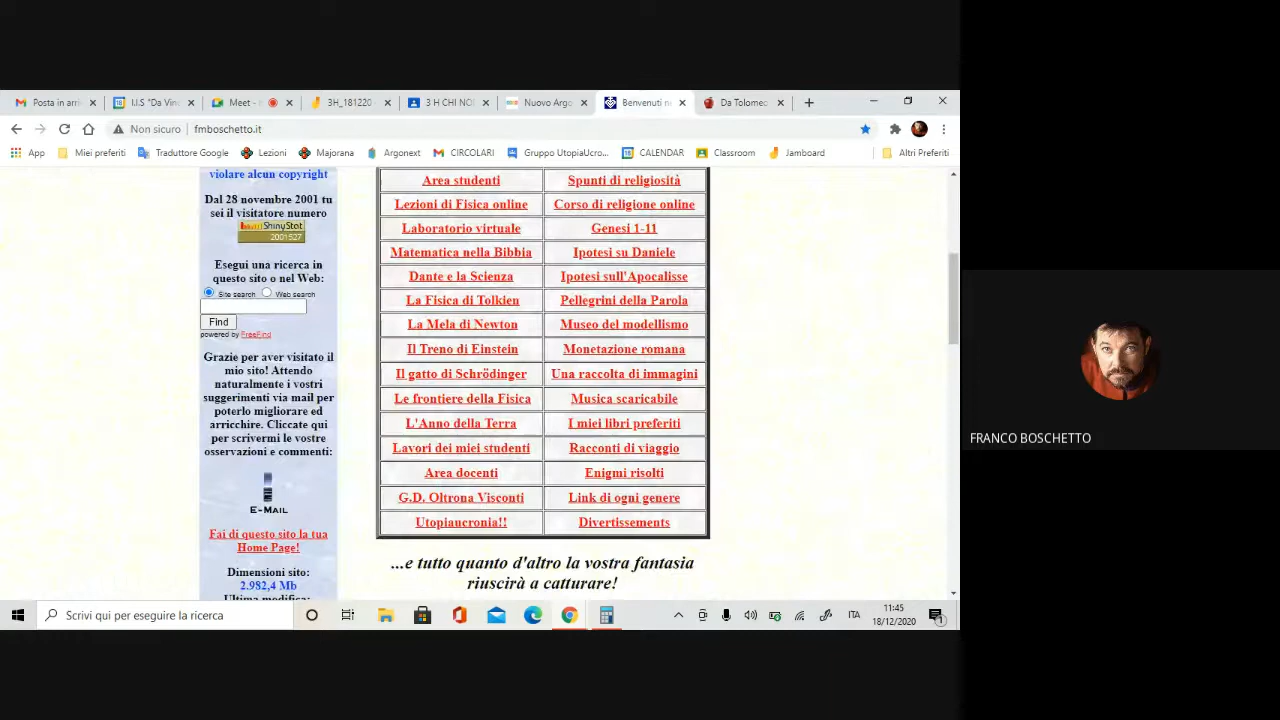 Posta in arri
I.I.S "Da Vinc
Meet -
3H_181220
3 H CHI NO
Nuovo Argo
Benvenuti n
Da Tolomeo
Non sicuro
fmboschetto.it
App
Miei preferiti
Traduttore Google
Lezioni
Majorana
Argonext
CIRCOLARI
Gruppo UtopiaUcro...
CALENDAR
Classroom
Jamboard
Altri Preferiti
violare alcun copyright
Dal 28 novembre 2001 tu
sei il visitatore numero
ShinyStat
2001527
Esegui una ricerca in
questo sito o nel Web:
Site search Web search
Find
powered by FreeFind
Grazie per aver visitato il
mio sito! Attendo
naturalmente i vostri
suggerimenti via mail per
poterlo migliorare ed
arricchire. Cliccate qui
per scrivermi le vostre
osservazioni e commenti:
E-MAIL
Fai di questo sito la tua
Home Page!
Dimensioni sito:
2.982,4 Mb
Ultima modifica:
Area studenti
Spunti di religiosità
Lezioni di Fisica online
Corso di religione online
Laboratorio virtuale
Genesi 1-11
Matematica nella Bibbia
Ipotesi su Daniele
Dante e la Scienza
Ipotesi sull'Apocalisse
La Fisica di Tolkien
Pellegrini della Parola
La Mela di Newton
Museo del modellismo
Il Treno di Einstein
Monetazione romana
Il gatto di Schrödinger
Una raccolta di immagini
Le frontiere della Fisica
Musica scaricabile
L'Anno della Terra
I miei libri preferiti
Lavori dei miei studenti
Racconti di viaggio
Area docenti
Enigmi risolti
G.D. Oltrona Visconti
Link di ogni genere
Utopiaucronia!!
Divertissements
...e tutto quanto d'altro la vostra fantasia
riuscirà a catturare!
FRANCO BOSCHETTO
Scrivi qui per eseguire la ricerca
ITA
11:45
18/12/2020
1